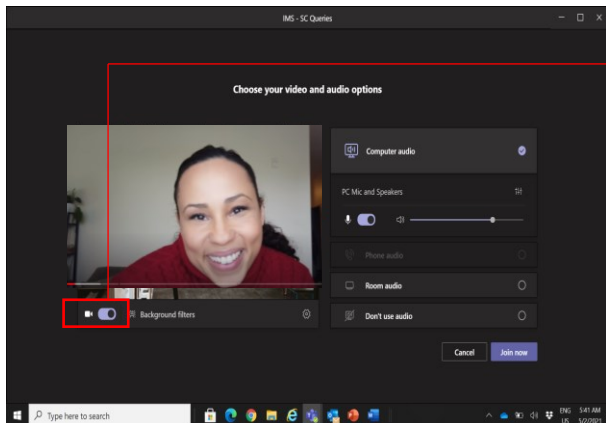 IMS - SC Queries
Choose your video and audio options
Computer audio
PC Mic and Speakers
Phone audio
Room audio
Background filters
Don't use audio
Cancel
Join now
Type here to search
ENG
5:41 AM
US
5/2/2021